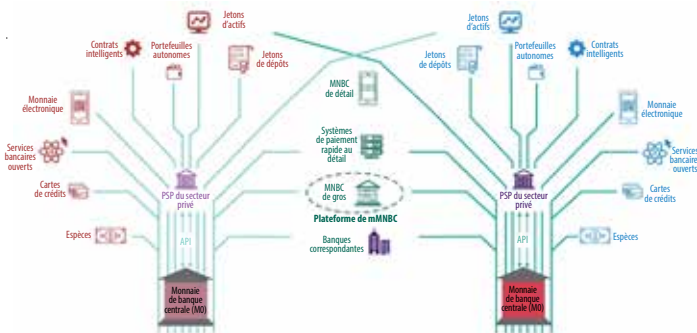 Jetons
d'actifs
Contrats
intelligents
Portefeuilles
autonomes
Jetons
de dépôts
Monnaie
électronique
Services
bancaires
ouverts
Cartes
de crédits
Espèces
PSP du secteur
privé
API
Monnaie
de banque
centrale (M0)
MNBC
de détail
Systèmes
de paiement
rapide au
détail
MNBC
de gros
Plateforme de mMNBC
Banques
correspondantes
Jetons
d'actifs
Jetons
de dépôts
Portefeuilles
autonomes
Contrats
intelligents
Monnaie
électronique
Services
bancaires
ouverts
Cartes
de crédits
Espèces
PSP du secteur
privé
API
Monnaie
de banque
centrale (M0)